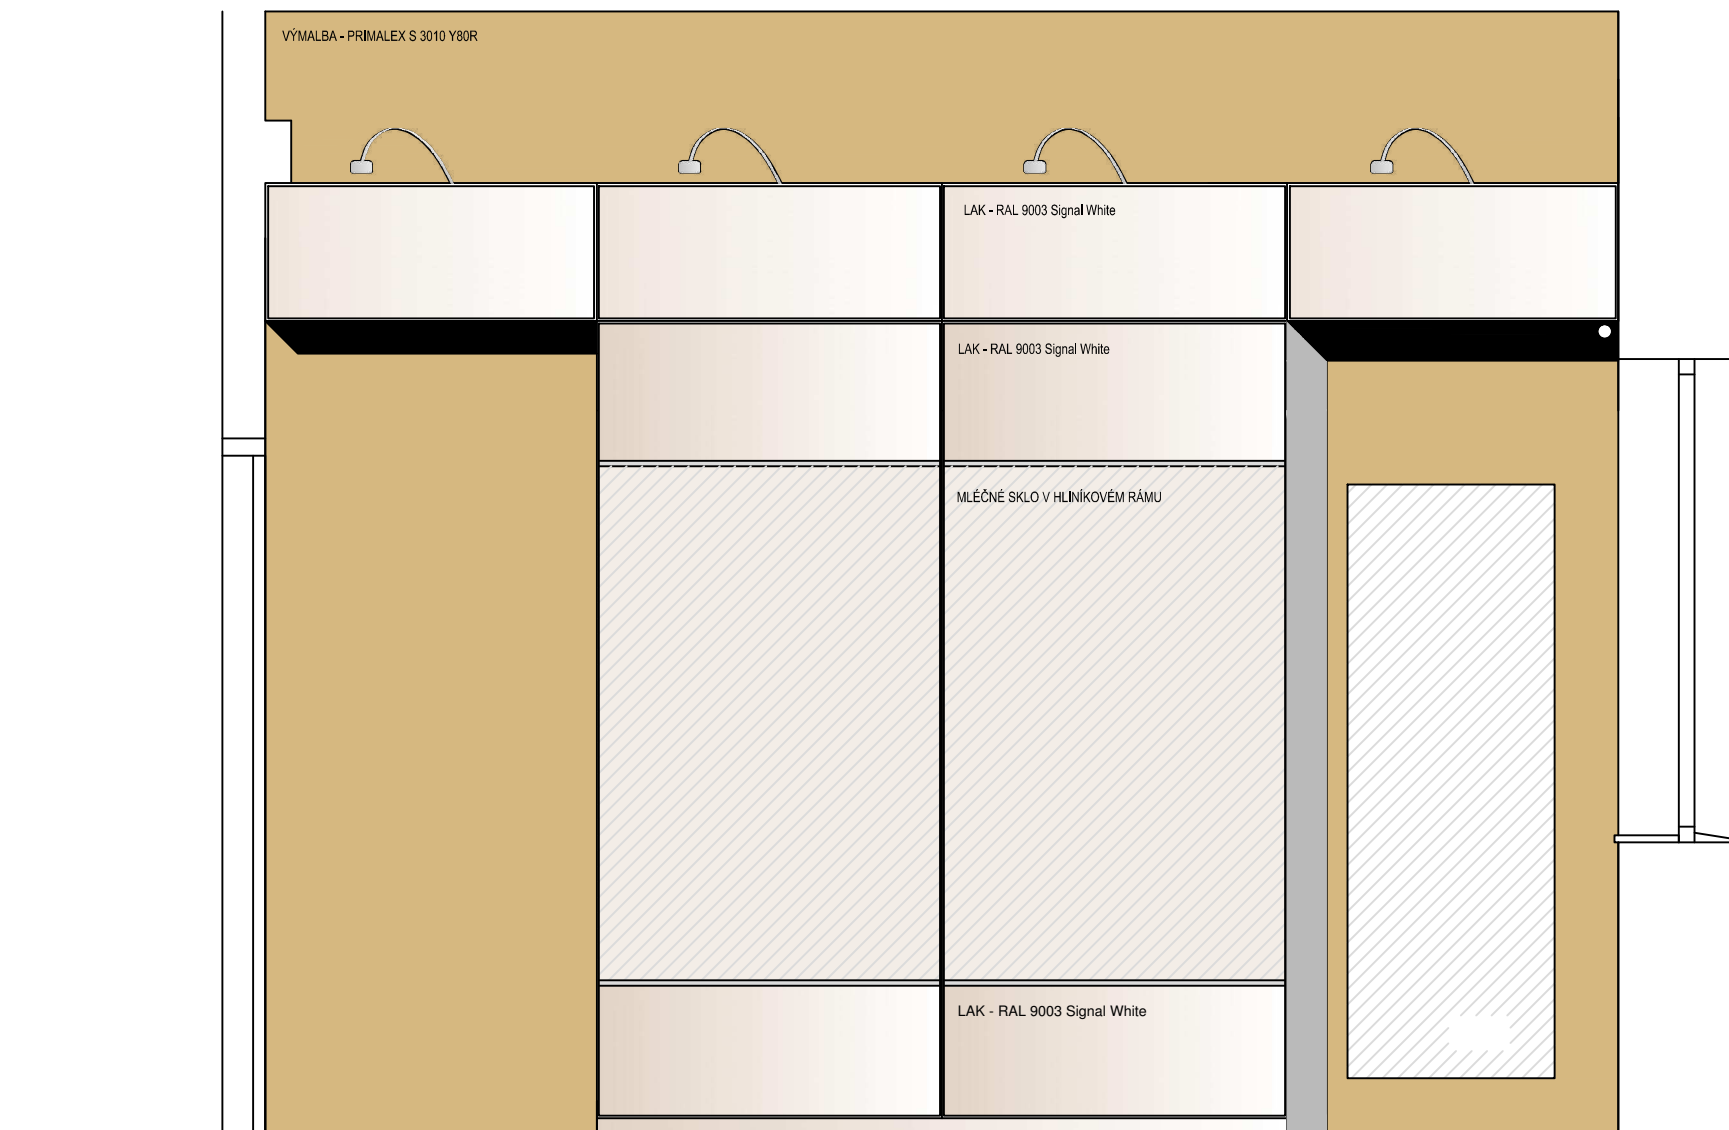 VÝMALBA - PRIMALEX S 3010 Y80R
LAK - RAL 9003 Signal White
LAK - RAL 9003 Signal White
MLÉČNÉ SKLO V HLINÍKOVÉM RÁMU
LAK - RAL 9003 Signal White